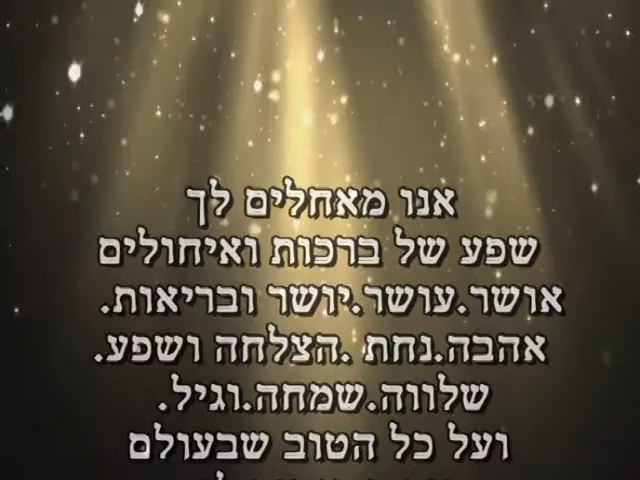 אנו מאחלים לך
שפע של ברכות ואיחולים
אושר.עושר.יושר ובריאות.
אהבה.נחת .הצלחה ושפע.
שלווה.שמחה.וגיל.
ועל כל הטוב שבעולם